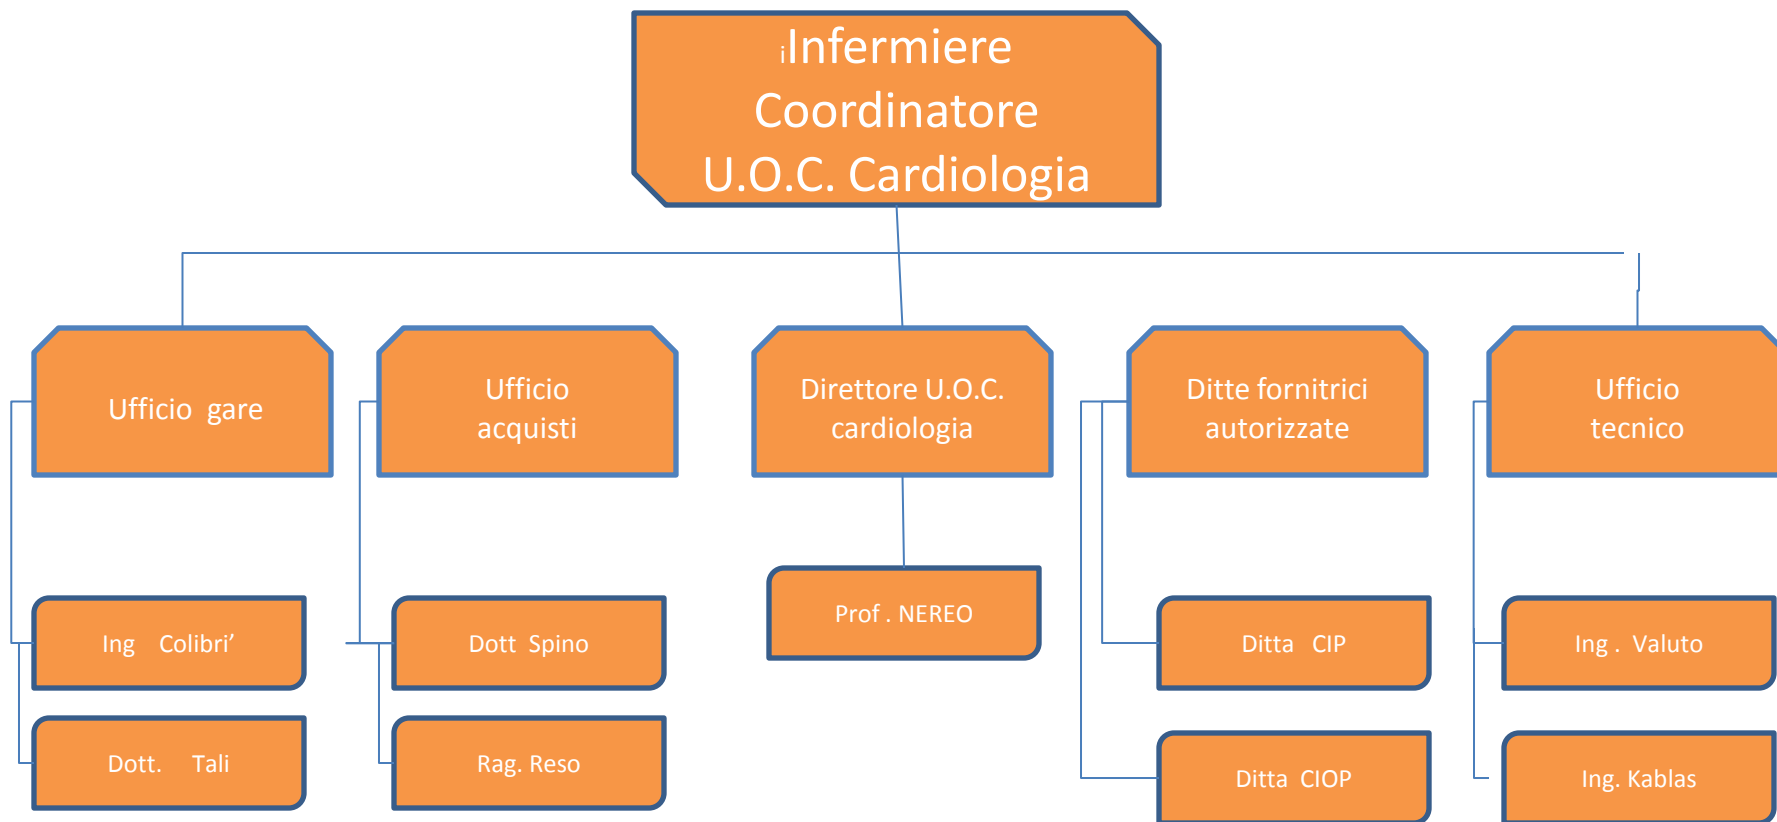 iInfermiere
Coordinatore
U.O.C. Cardiologia
Ufficio gare
Ufficio
acquisti
Direttore U.O.C.
cardiologia
Ditte fornitrici
autorizzate
Ufficio
tecnico
Ing Colibri’
Dott. Tali
Dott Spino
Rag. Reso
Prof . NEREO
Ditta CIP
Ditta CIOP
Ing . Valuto
Ing. Kablas